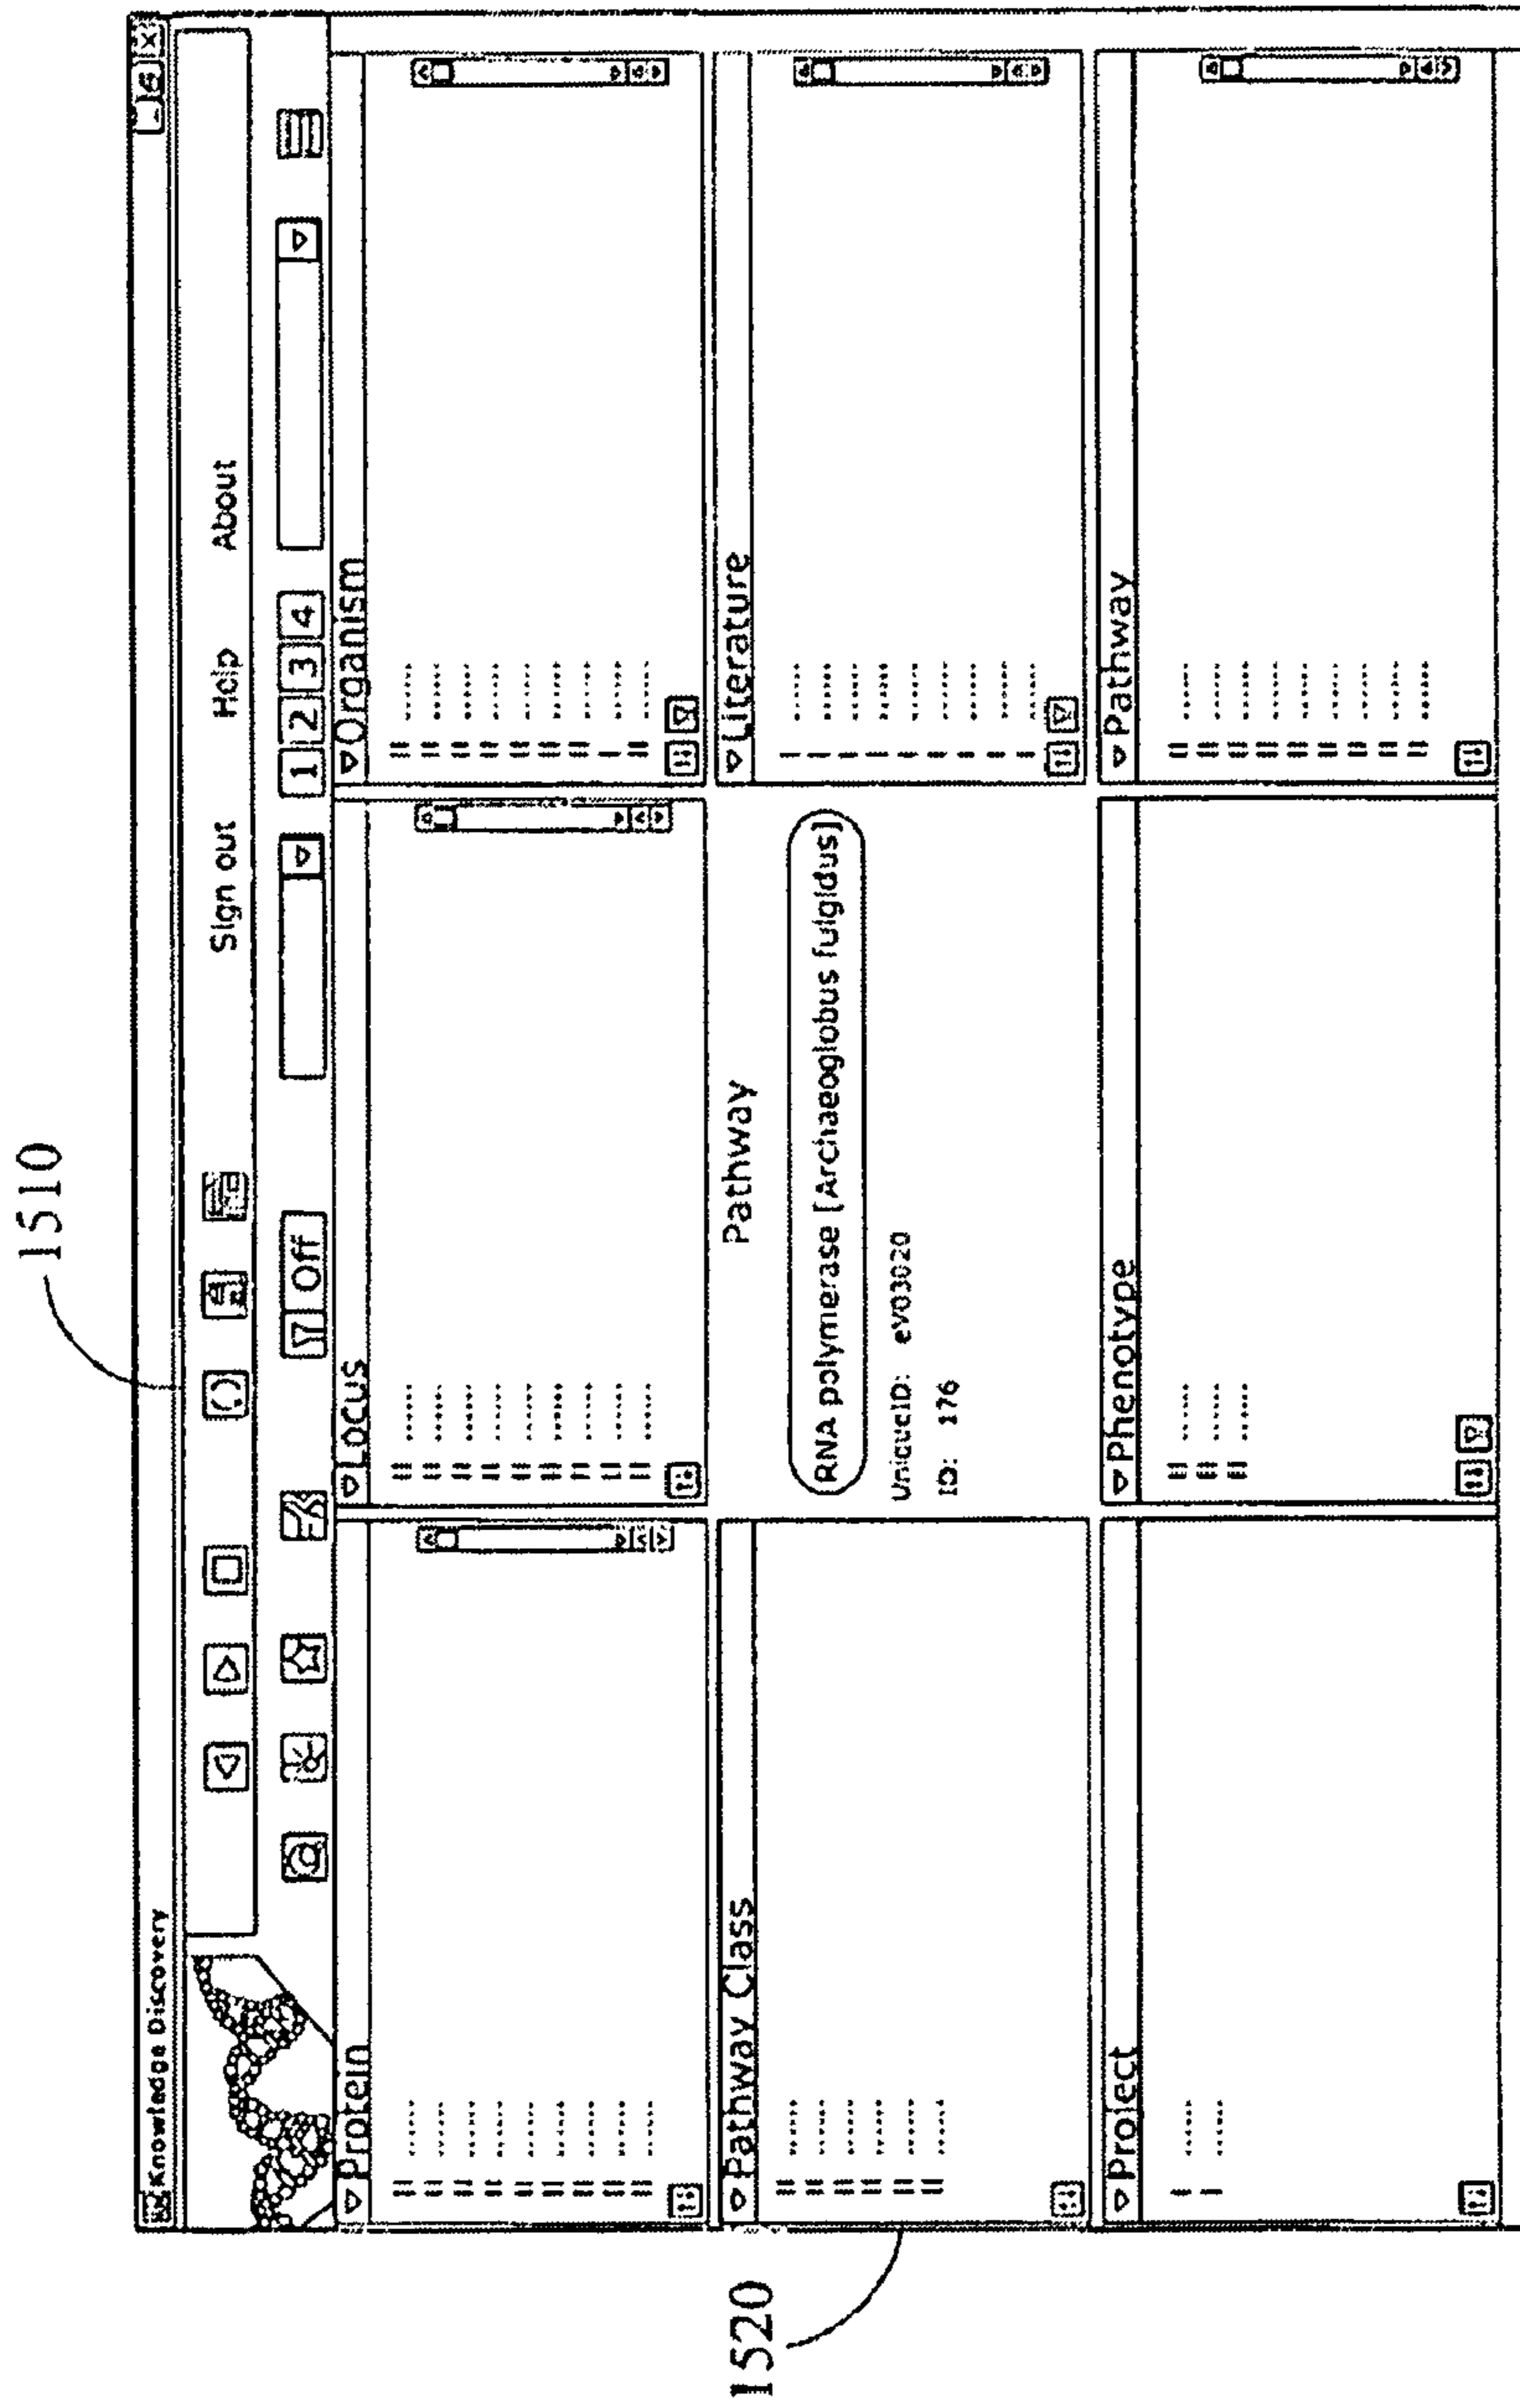 1510
Knowledge Discovery
Sign out Help About
Off 1 2 3 4
Protein
Locus
Organism
Pathway Class
Pathway
RNA polymerase [Archaeoglobus fulgidus]
UniqueID: ev03020
ID: 176
Literature
Project
Phenotype
Pathway
1520